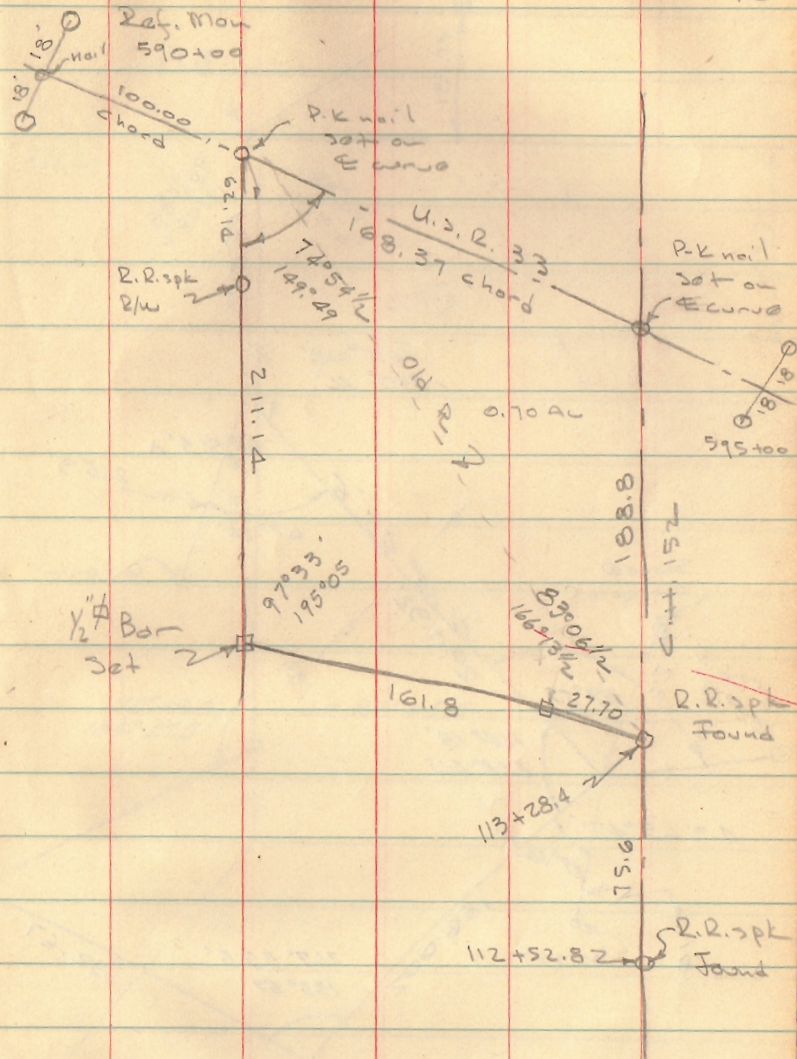 Ref. Mon
590+00
18'
nail
18'
100.00
chord
P.K nail
set on
℄ curve
41.29
74°54½
149°49
168.37 chord
U.S.R. 33
P-K nail
set on
℄ curve
R.R.spk
R/W
18
18
595+00
211.14
Old R/W
0.70 Ac
188.8
C.H. 152
97°33'
195°05
1/2"⌀ Bar
Set
83°06½
166°13½
161.8
27.70
R.R.spk
Found
113+28.4
75.6
R.R.spk
Found
112+52.82